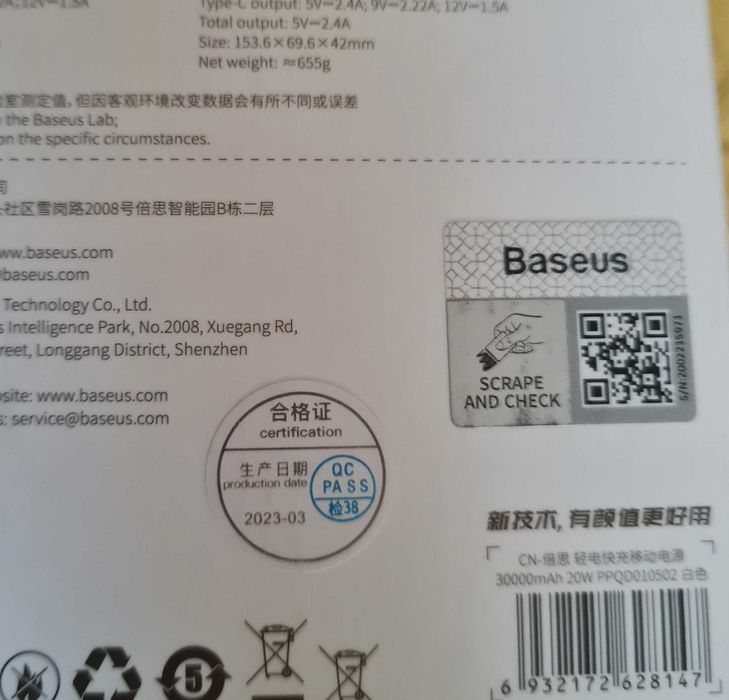 Type-C output: 5V⎓2.4A; 9V⎓2.22A; 12V⎓1.5A
Total output: 5V⎓2.4A
Size: 153.6×69.6×42mm
Net weight: ≈655g
室测定值, 但因客观环境改变数据会有所不同或误差
the Baseus Lab;
on the specific circumstances.
社区雪岗路2008号倍思智能园B栋二层
ww.baseus.com
baseus.com
Technology Co., Ltd.
s Intelligence Park, No.2008, Xuegang Rd,
reet, Longgang District, Shenzhen
site: www.baseus.com
s: service@baseus.com
Baseus
SCRAPE
AND CHECK
S/N:2002215971
合格证
certification
生产日期
production date
2023-03
QC
PASS
检38
新技术, 有颜值更好用
CN-倍思 轻电快充移动电源
30000mAh 20W PPQD010502 白色
6 932172 628147
5